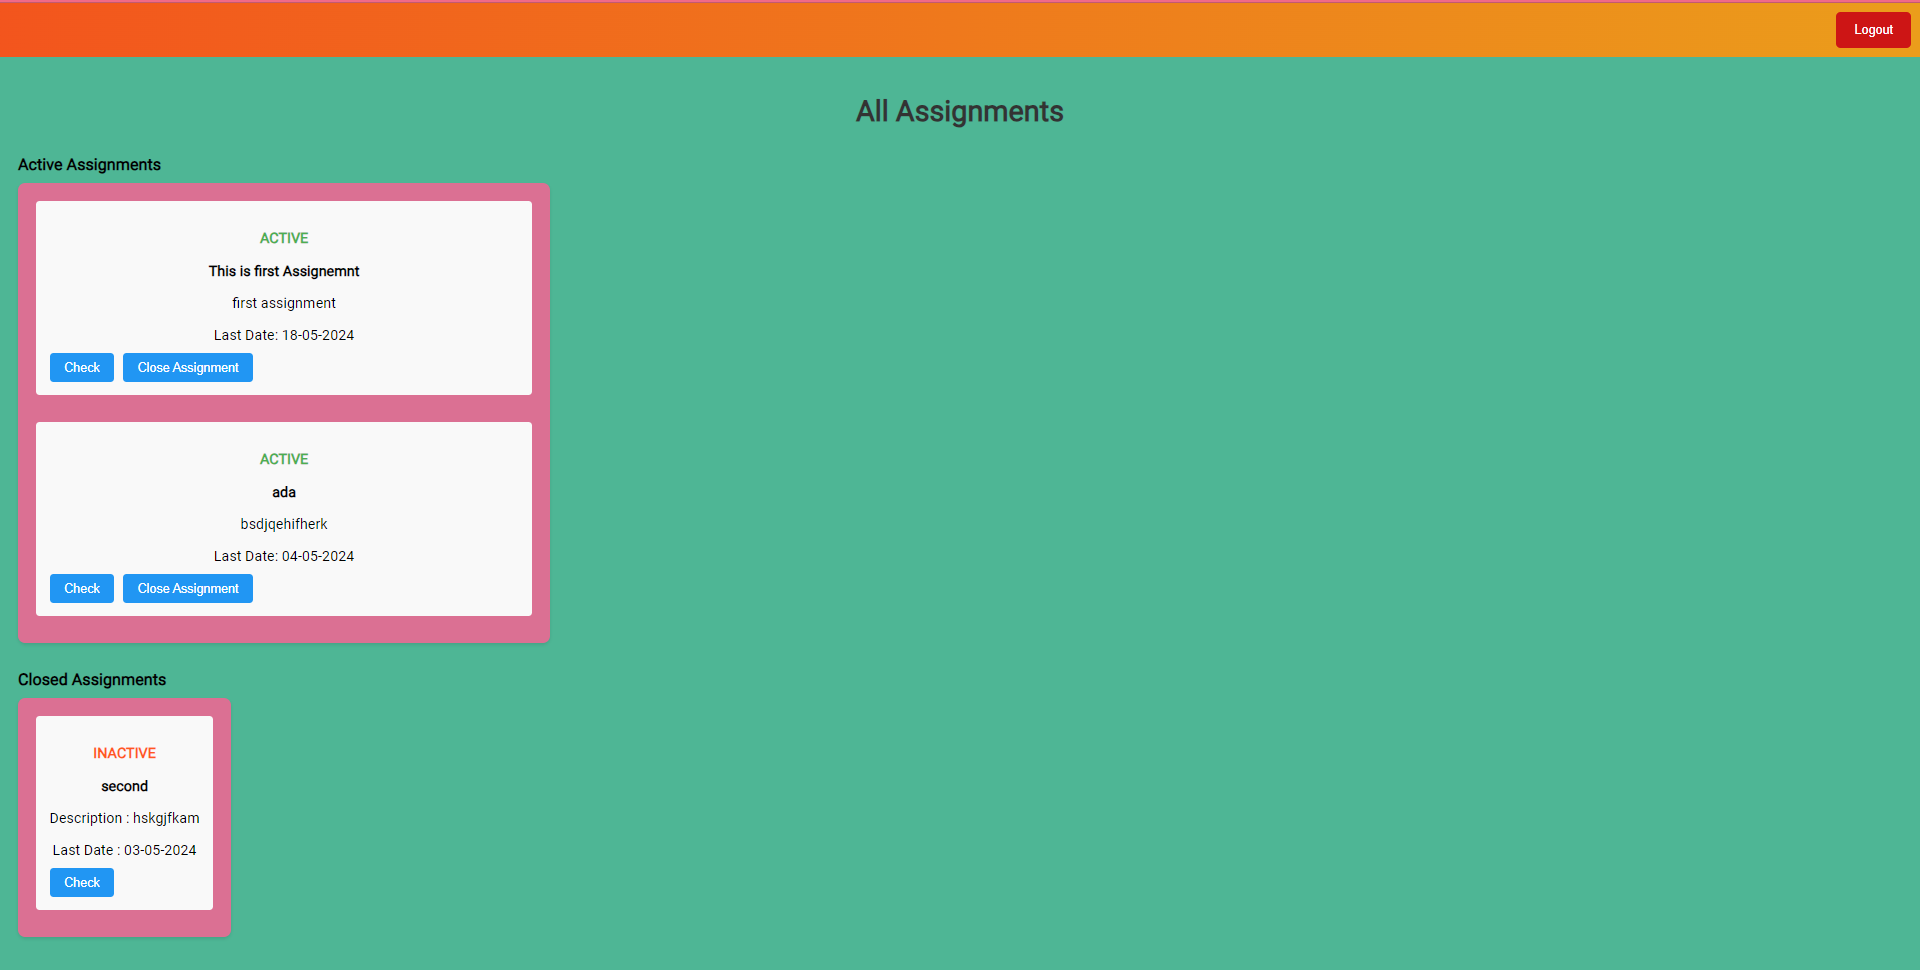 Logout
All Assignments
Active Assignments
ACTIVE
This is first Assignemnt
first assignment
Last Date: 18-05-2024
Check Close Assignment
ACTIVE
ada
bsdjqehifherk
Last Date: 04-05-2024
Check Close Assignment
Closed Assignments
INACTIVE
second
Description : hskgjfkam
Last Date : 03-05-2024
Check